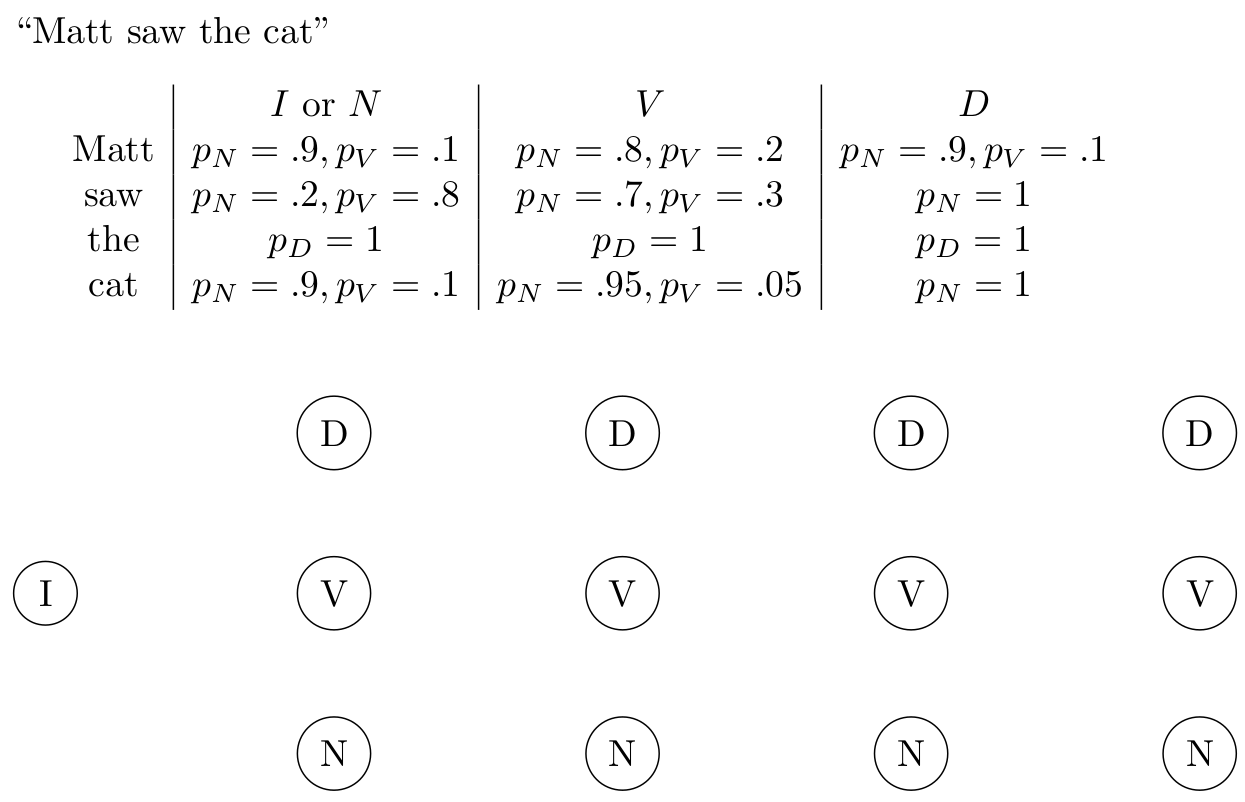 “Matt saw the cat”
I or N V D
Matt p_N = .9, p_V = .1 p_N = .8, p_V = .2 p_N = .9, p_V = .1
saw p_N = .2, p_V = .8 p_N = .7, p_V = .3 p_N = 1
the p_D = 1 p_D = 1 p_D = 1
cat p_N = .9, p_V = .1 p_N = .95, p_V = .05 p_N = 1
D D D D
I V V V V
N N N N